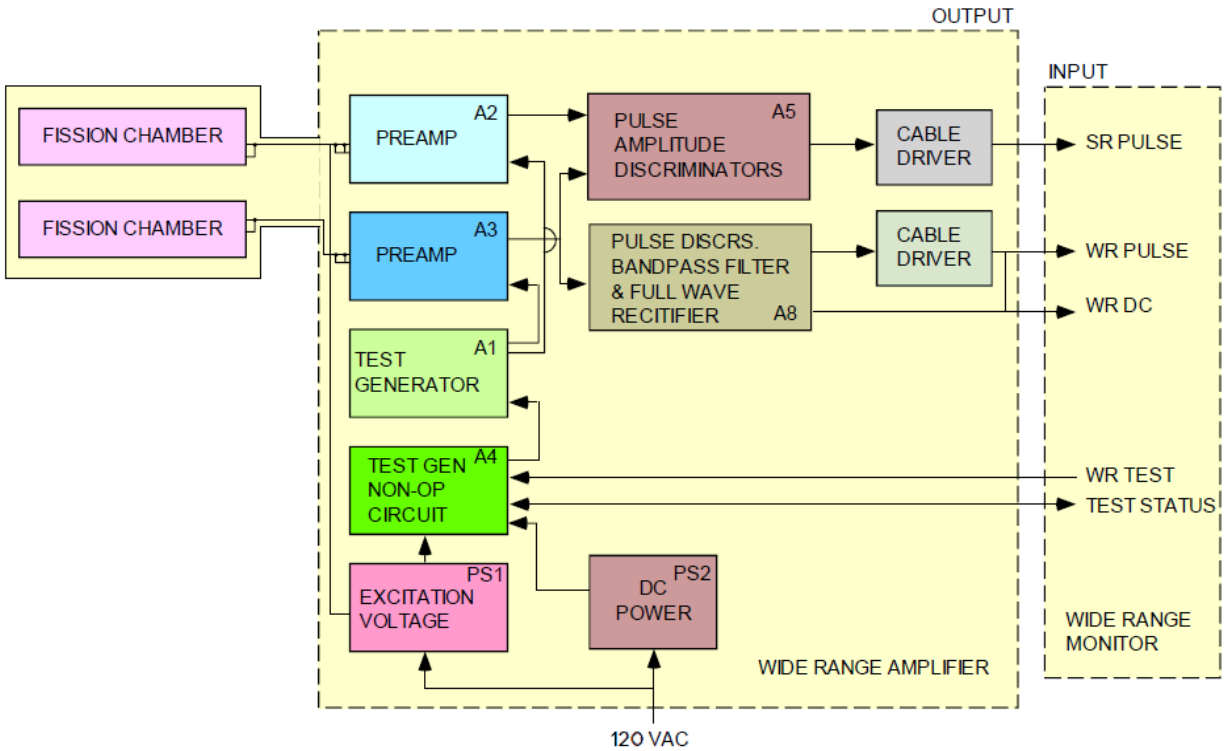 OUTPUT
INPUT
FISSION CHAMBER
FISSION CHAMBER
A2
PREAMP
A3
PREAMP
A1
TEST
GENERATOR
A4
TEST GEN
NON-OP
CIRCUIT
PS1
EXCITATION
VOLTAGE
A5
PULSE
AMPLITUDE
DISCRIMINATORS
PULSE DISCRS.
BANDPASS FILTER
& FULL WAVE
RECITIFIER
A8
PS2
DC
POWER
CABLE
DRIVER
CABLE
DRIVER
SR PULSE
WR PULSE
WR DC
WR TEST
TEST STATUS
WIDE RANGE
MONITOR
WIDE RANGE AMPLIFIER
120 VAC